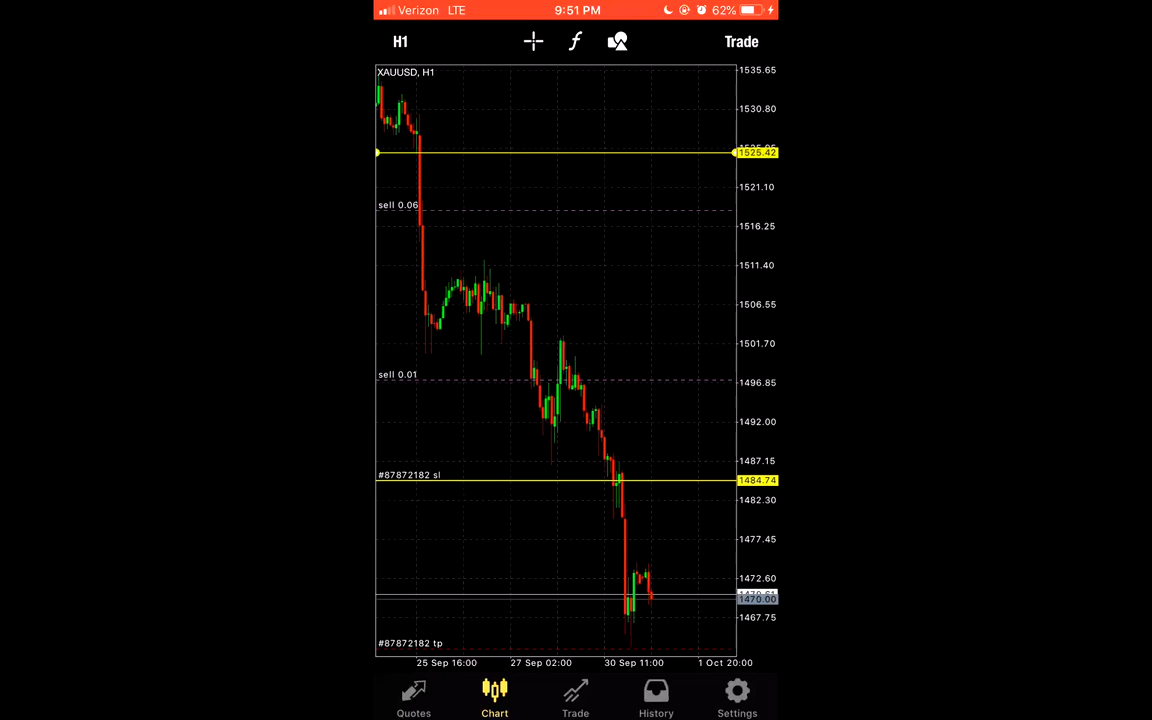 Verizon LTE 9:51 PM 62%
H1 f Trade
XAUUSD, H1
1535.65
1530.80
1525.42
1521.10
sell 0.06
1516.25
1511.40
1506.55
1501.70
sell 0.01
1496.85
1492.00
1487.15
#87872182 sl
1484.74
1482.30
1477.45
1472.60
1470.00
1467.75
#87872182 tp
25 Sep 16:00 27 Sep 02:00 30 Sep 11:00 1 Oct 20:00
Quotes Chart Trade History Settings